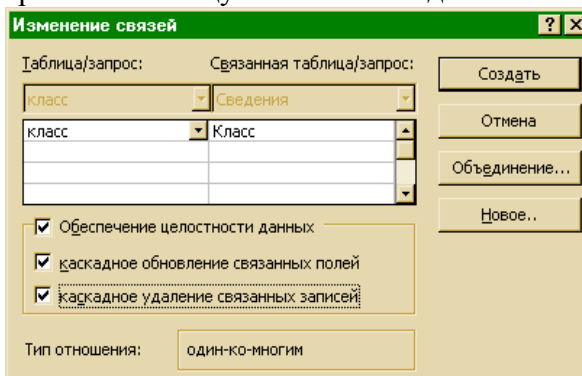 Изменение связей
Таблица/запрос: Связанная таблица/запрос:
класс Сведения
класс Класс
Создать
Отмена
Объединение...
Новое..
Обеспечение целостности данных
каскадное обновление связанных полей
каскадное удаление связанных записей
Тип отношения: один-ко-многим